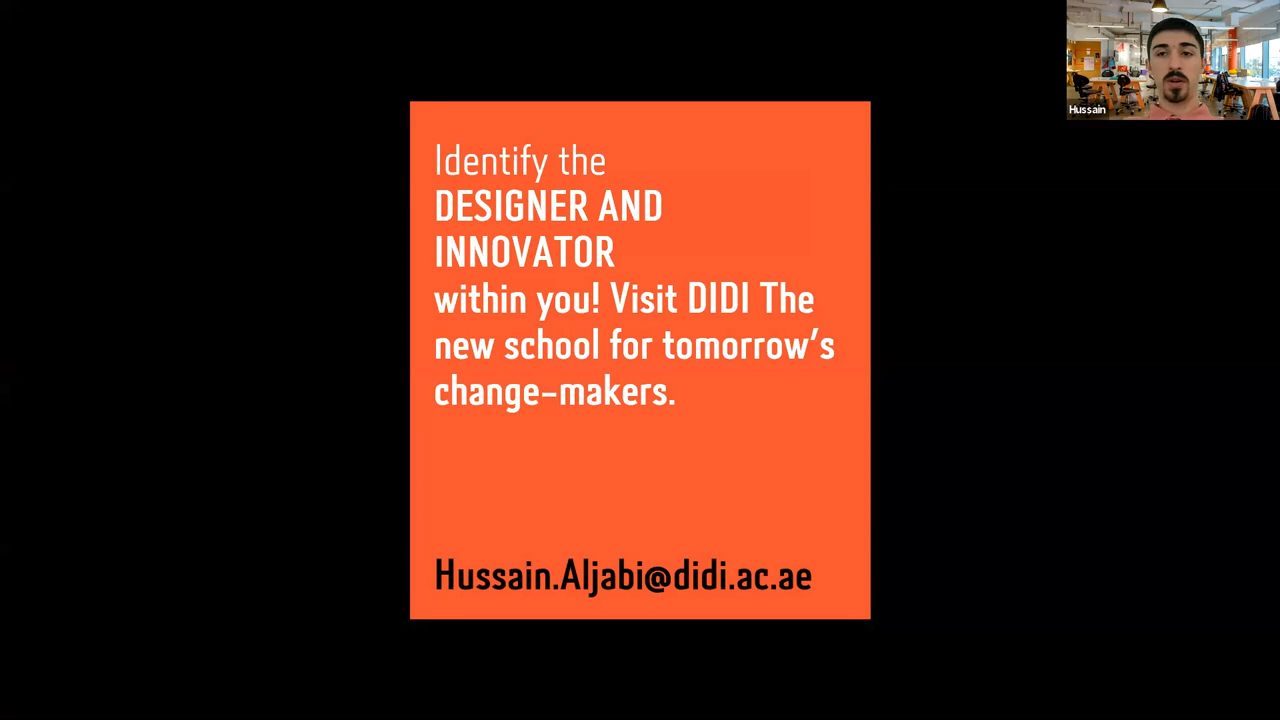 Hussain
Identify the
DESIGNER AND
INNOVATOR
within you! Visit DIDI The
new school for tomorrow's
change-makers.
Hussain.Aljabi@didi.ac.ae